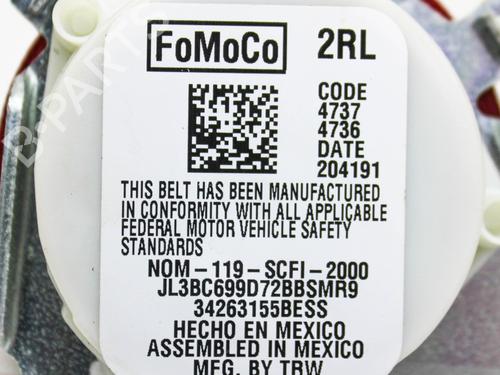 FoMoCo 2RL
CODE
4737
4736
DATE
204191
THIS BELT HAS BEEN MANUFACTURED
IN CONFORMITY WITH ALL APPLICABLE
FEDERAL MOTOR VEHICLE SAFETY
STANDARDS
NOM-119-SCFI-2000
JL3BC699D72BBSMR9
34263155BESS
HECHO EN MEXICO
ASSEMBLED IN MEXICO
MFG. BY TRW
B-PARTS